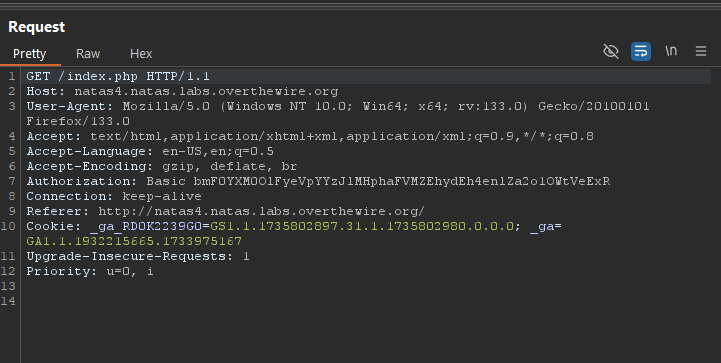 Request
Pretty Raw Hex
\n
1 GET /index.php HTTP/1.1
2 Host: natas4.natas.labs.overthewire.org
3 User-Agent: Mozilla/5.0 (Windows NT 10.0; Win64; x64; rv:133.0) Gecko/20100101
Firefox/133.0
4 Accept: text/html,application/xhtml+xml,application/xml;q=0.9,*/*;q=0.8
5 Accept-Language: en-US,en;q=0.5
6 Accept-Encoding: gzip, deflate, br
7 Authorization: Basic bmF0YXM0OlFyeVpYYzJlMHphaFVMZEhydEh4enlZa2o1OWtVeExR
8 Connection: keep-alive
9 Referer: http://natas4.natas.labs.overthewire.org/
10 Cookie: _ga_RD0K2239G0=GS1.1.1735802897.31.1.1735802980.0.0.0; _ga=
GA1.1.1932215665.1733975167
11 Upgrade-Insecure-Requests: 1
12 Priority: u=0, i
13
14